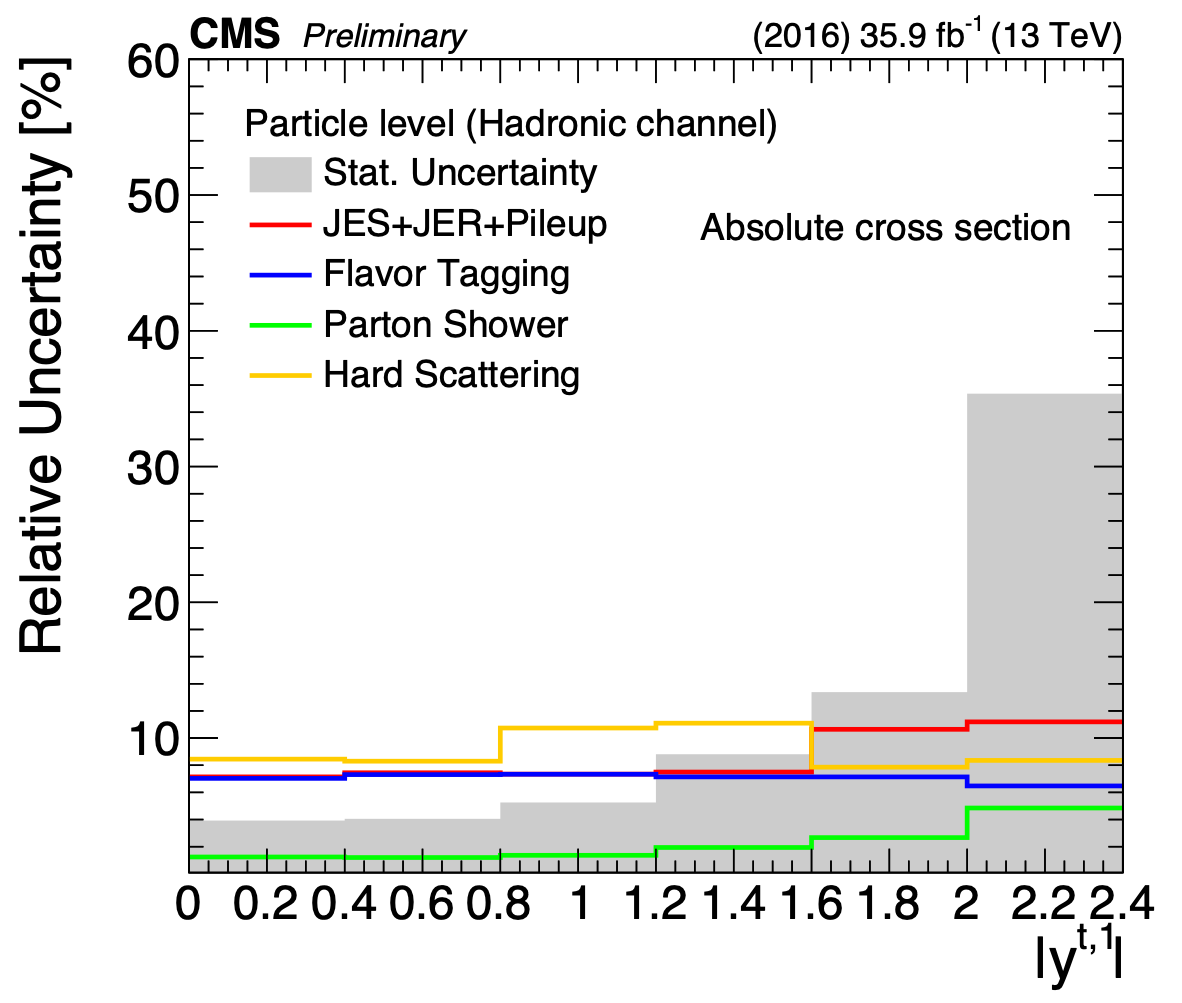 CMS Preliminary (2016) 35.9 fb⁻¹ (13 TeV)
Relative Uncertainty [%]
60
50
40
30
20
10
Particle level (Hadronic channel)
Stat. Uncertainty
JES+JER+Pileup
Flavor Tagging
Parton Shower
Hard Scattering
Absolute cross section
0 0.2 0.4 0.6 0.8 1 1.2 1.4 1.6 1.8 2 2.2 2.4
|y^{t,1}|